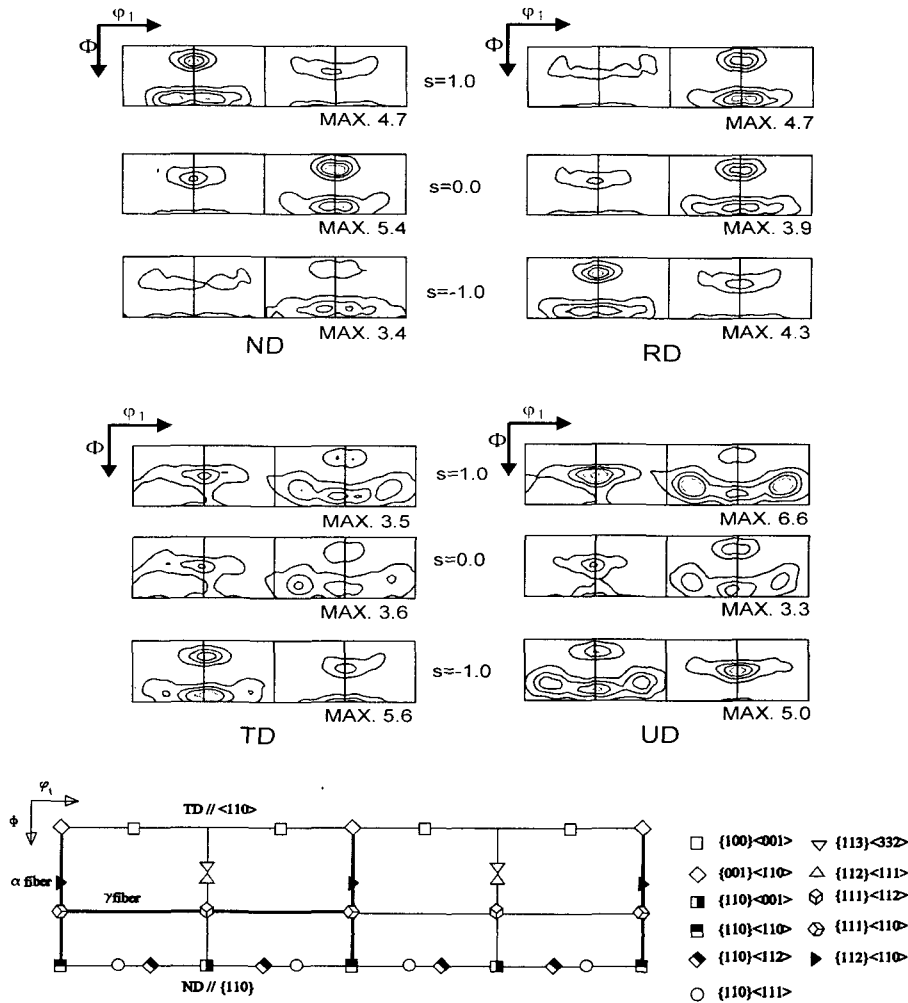 φ1 φ1
Φ Φ
s=1.0
MAX. 4.7 MAX. 4.7
s=0.0
MAX. 5.4 MAX. 3.9
s=-1.0
MAX. 3.4 MAX. 4.3
ND RD
φ1 φ1
Φ Φ
s=1.0
MAX. 3.5 MAX. 6.6
s=0.0
MAX. 3.6 MAX. 3.3
s=-1.0
MAX. 5.6 MAX. 5.0
TD UD
φ1
Φ
TD // <110>
α fiber
γ fiber
ND // {110}
{100}<001> {113}<332>
{001}<110> {112}<111>
{110}<001> {111}<112>
{110}<110> {111}<110>
{110}<112> {112}<110>
{110}<111>